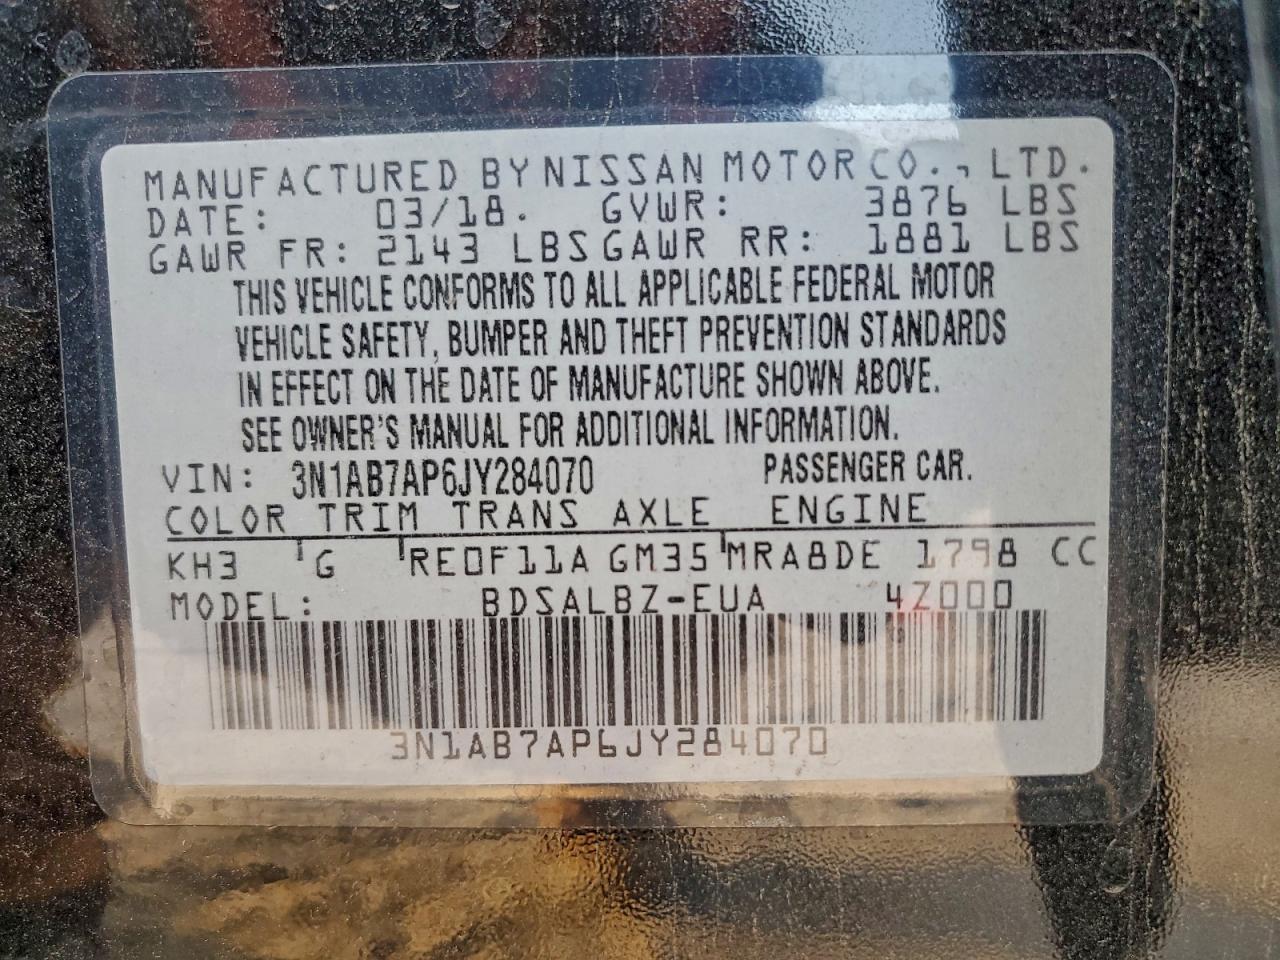 MANUFACTURED BY NISSAN MOTOR CO., LTD.
DATE: 03/18. GVWR: 3876 LBS
GAWR FR: 2143 LBS GAWR RR: 1881 LBS
THIS VEHICLE CONFORMS TO ALL APPLICABLE FEDERAL MOTOR
VEHICLE SAFETY, BUMPER AND THEFT PREVENTION STANDARDS
IN EFFECT ON THE DATE OF MANUFACTURE SHOWN ABOVE.
SEE OWNER'S MANUAL FOR ADDITIONAL INFORMATION.
VIN: 3N1AB7AP6JY284070 PASSENGER CAR.
COLOR TRIM TRANS AXLE ENGINE
KH3 G RE0F11A GM35 MRA8DE 1798 CC
MODEL: BDSALBZ-EUA 4Z000
3N1AB7AP6JY284070